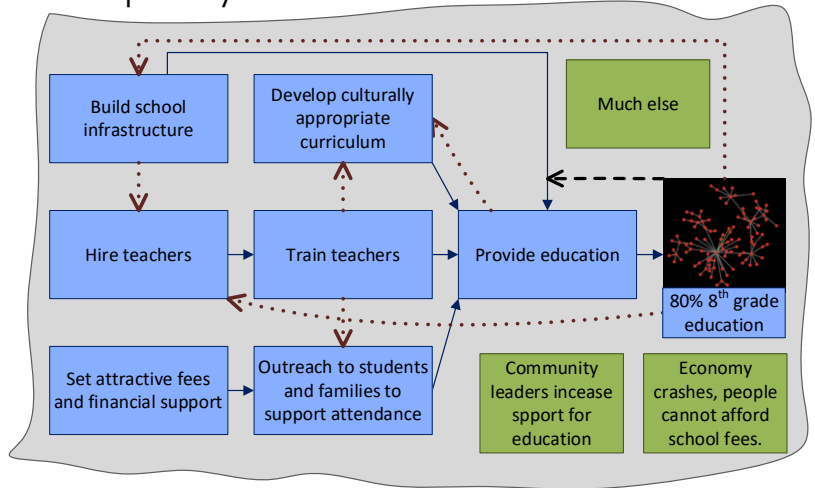 Build school
infrastructure
Develop culturally
appropriate
curriculum
Much else
Hire teachers
Train teachers
Provide education
80% 8th grade
education
Set attractive fees
and financial support
Outreach to students
and families to
support attendance
Community
leaders incease
spport for
education
Economy
crashes, people
cannot afford
school fees.